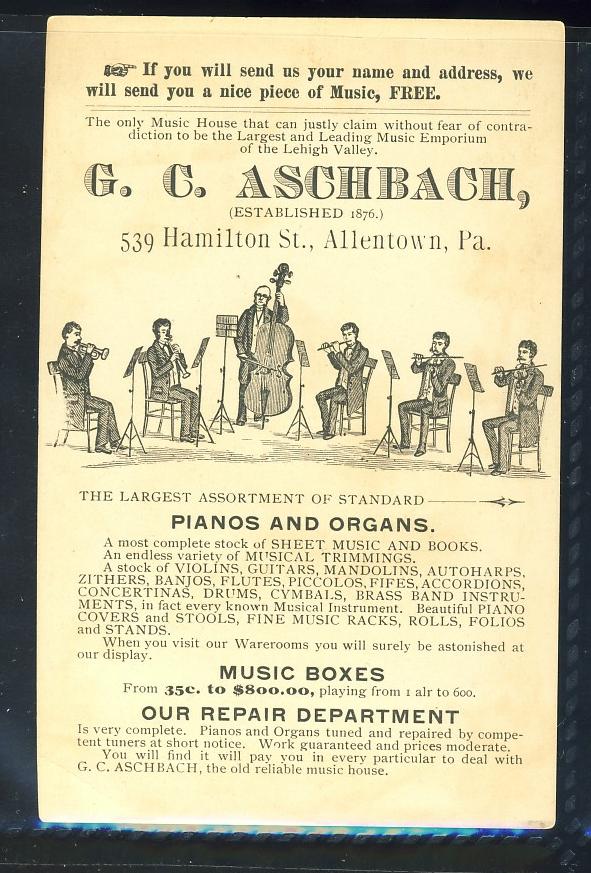 ☞ If you will send us your name and address, we
will send you a nice piece of Music, FREE.
The only Music House that can justly claim without fear of contra-
diction to be the Largest and Leading Music Emporium
of the Lehigh Valley.
G. C. ASCHBACH,
(ESTABLISHED 1876.)
539 Hamilton St., Allentown, Pa.
THE LARGEST ASSORTMENT OF STANDARD
PIANOS AND ORGANS.
A most complete stock of SHEET MUSIC AND BOOKS.
An endless variety of MUSICAL TRIMMINGS.
A stock of VIOLINS, GUITARS, MANDOLINS, AUTOHARPS,
ZITHERS, BANJOS, FLUTES, PICCOLOS, FIFES, ACCORDIONS,
CONCERTINAS, DRUMS, CYMBALS, BRASS BAND INSTRU-
MENTS, in fact every known Musical Instrument. Beautiful PIANO
COVERS and STOOLS, FINE MUSIC RACKS, ROLLS, FOLIOS
and STANDS.
When you visit our Warerooms you will surely be astonished at
our display.
MUSIC BOXES
From 35c. to $800.00, playing from 1 alr to 600.
OUR REPAIR DEPARTMENT
Is very complete. Pianos and Organs tuned and repaired by compe-
tent tuners at short notice. Work guaranteed and prices moderate.
You will find it will pay you in every particular to deal with
G. C. ASCHBACH, the old reliable music house.